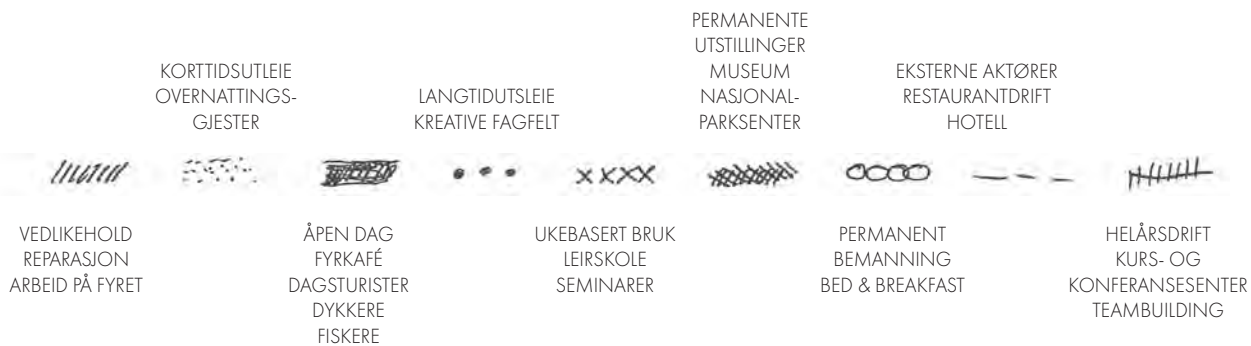 PERMANENTE
UTSTILLINGER
MUSEUM
NASJONAL-
PARKSENTER
KORTTIDSUTLEIE
OVERNATTINGS-
GJESTER
LANGTIDUTSLEIE
KREATIVE FAGFELT
EKSTERNE AKTØRER
RESTAURANTDRIFT
HOTELL
VEDLIKEHOLD
REPARASJON
ARBEID PÅ FYRET
ÅPEN DAG
FYRKAFÉ
DAGSTURISTER
DYKKERE
FISKERE
UKEBASERT BRUK
LEIRSKOLE
SEMINARER
PERMANENT
BEMANNING
BED & BREAKFAST
HELÅRSDRIFT
KURS- OG
KONFERANSESENTER
TEAMBUILDING